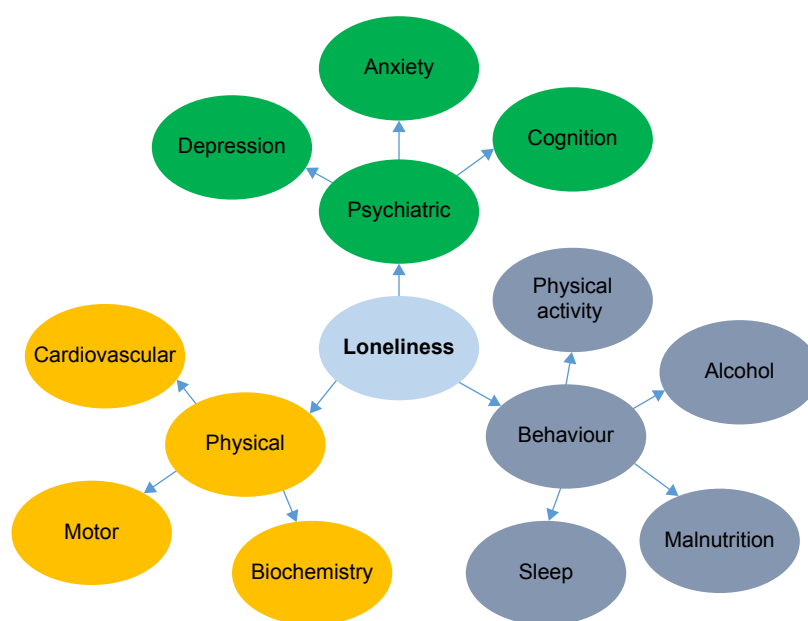 Anxiety
Depression
Cognition
Psychiatric
Physical
activity
Loneliness
Cardiovascular
Alcohol
Physical
Behaviour
Motor
Malnutrition
Biochemistry
Sleep